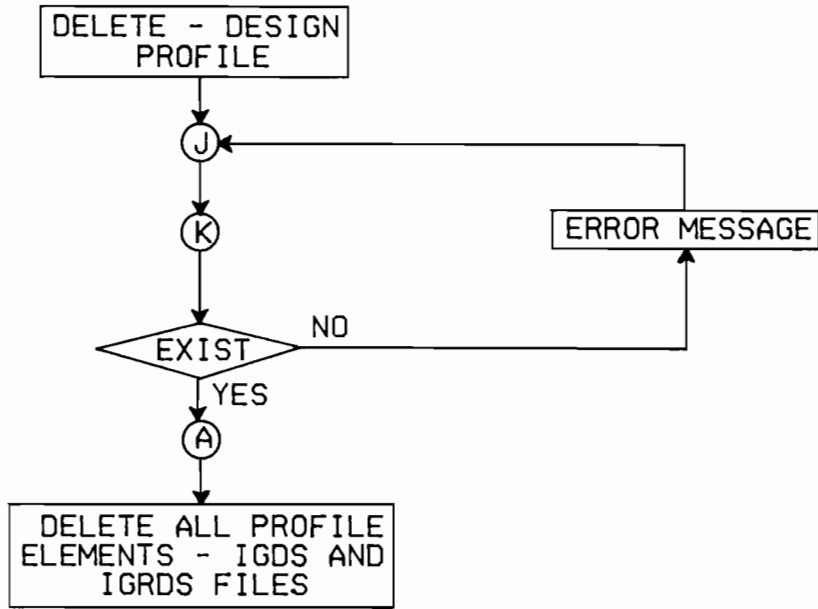 DELETE - DESIGN
PROFILE
J
K
ERROR MESSAGE
EXIST
NO
YES
A
DELETE ALL PROFILE
ELEMENTS - IGDS AND
IGRDS FILES